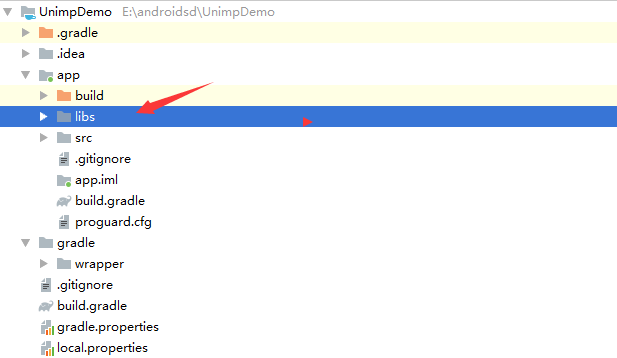 UnimpDemo E:\androidsd\UnimpDemo
.gradle
.idea
app
build
libs
src
.gitignore
app.iml
build.gradle
proguard.cfg
gradle
wrapper
.gitignore
build.gradle
gradle.properties
local.properties